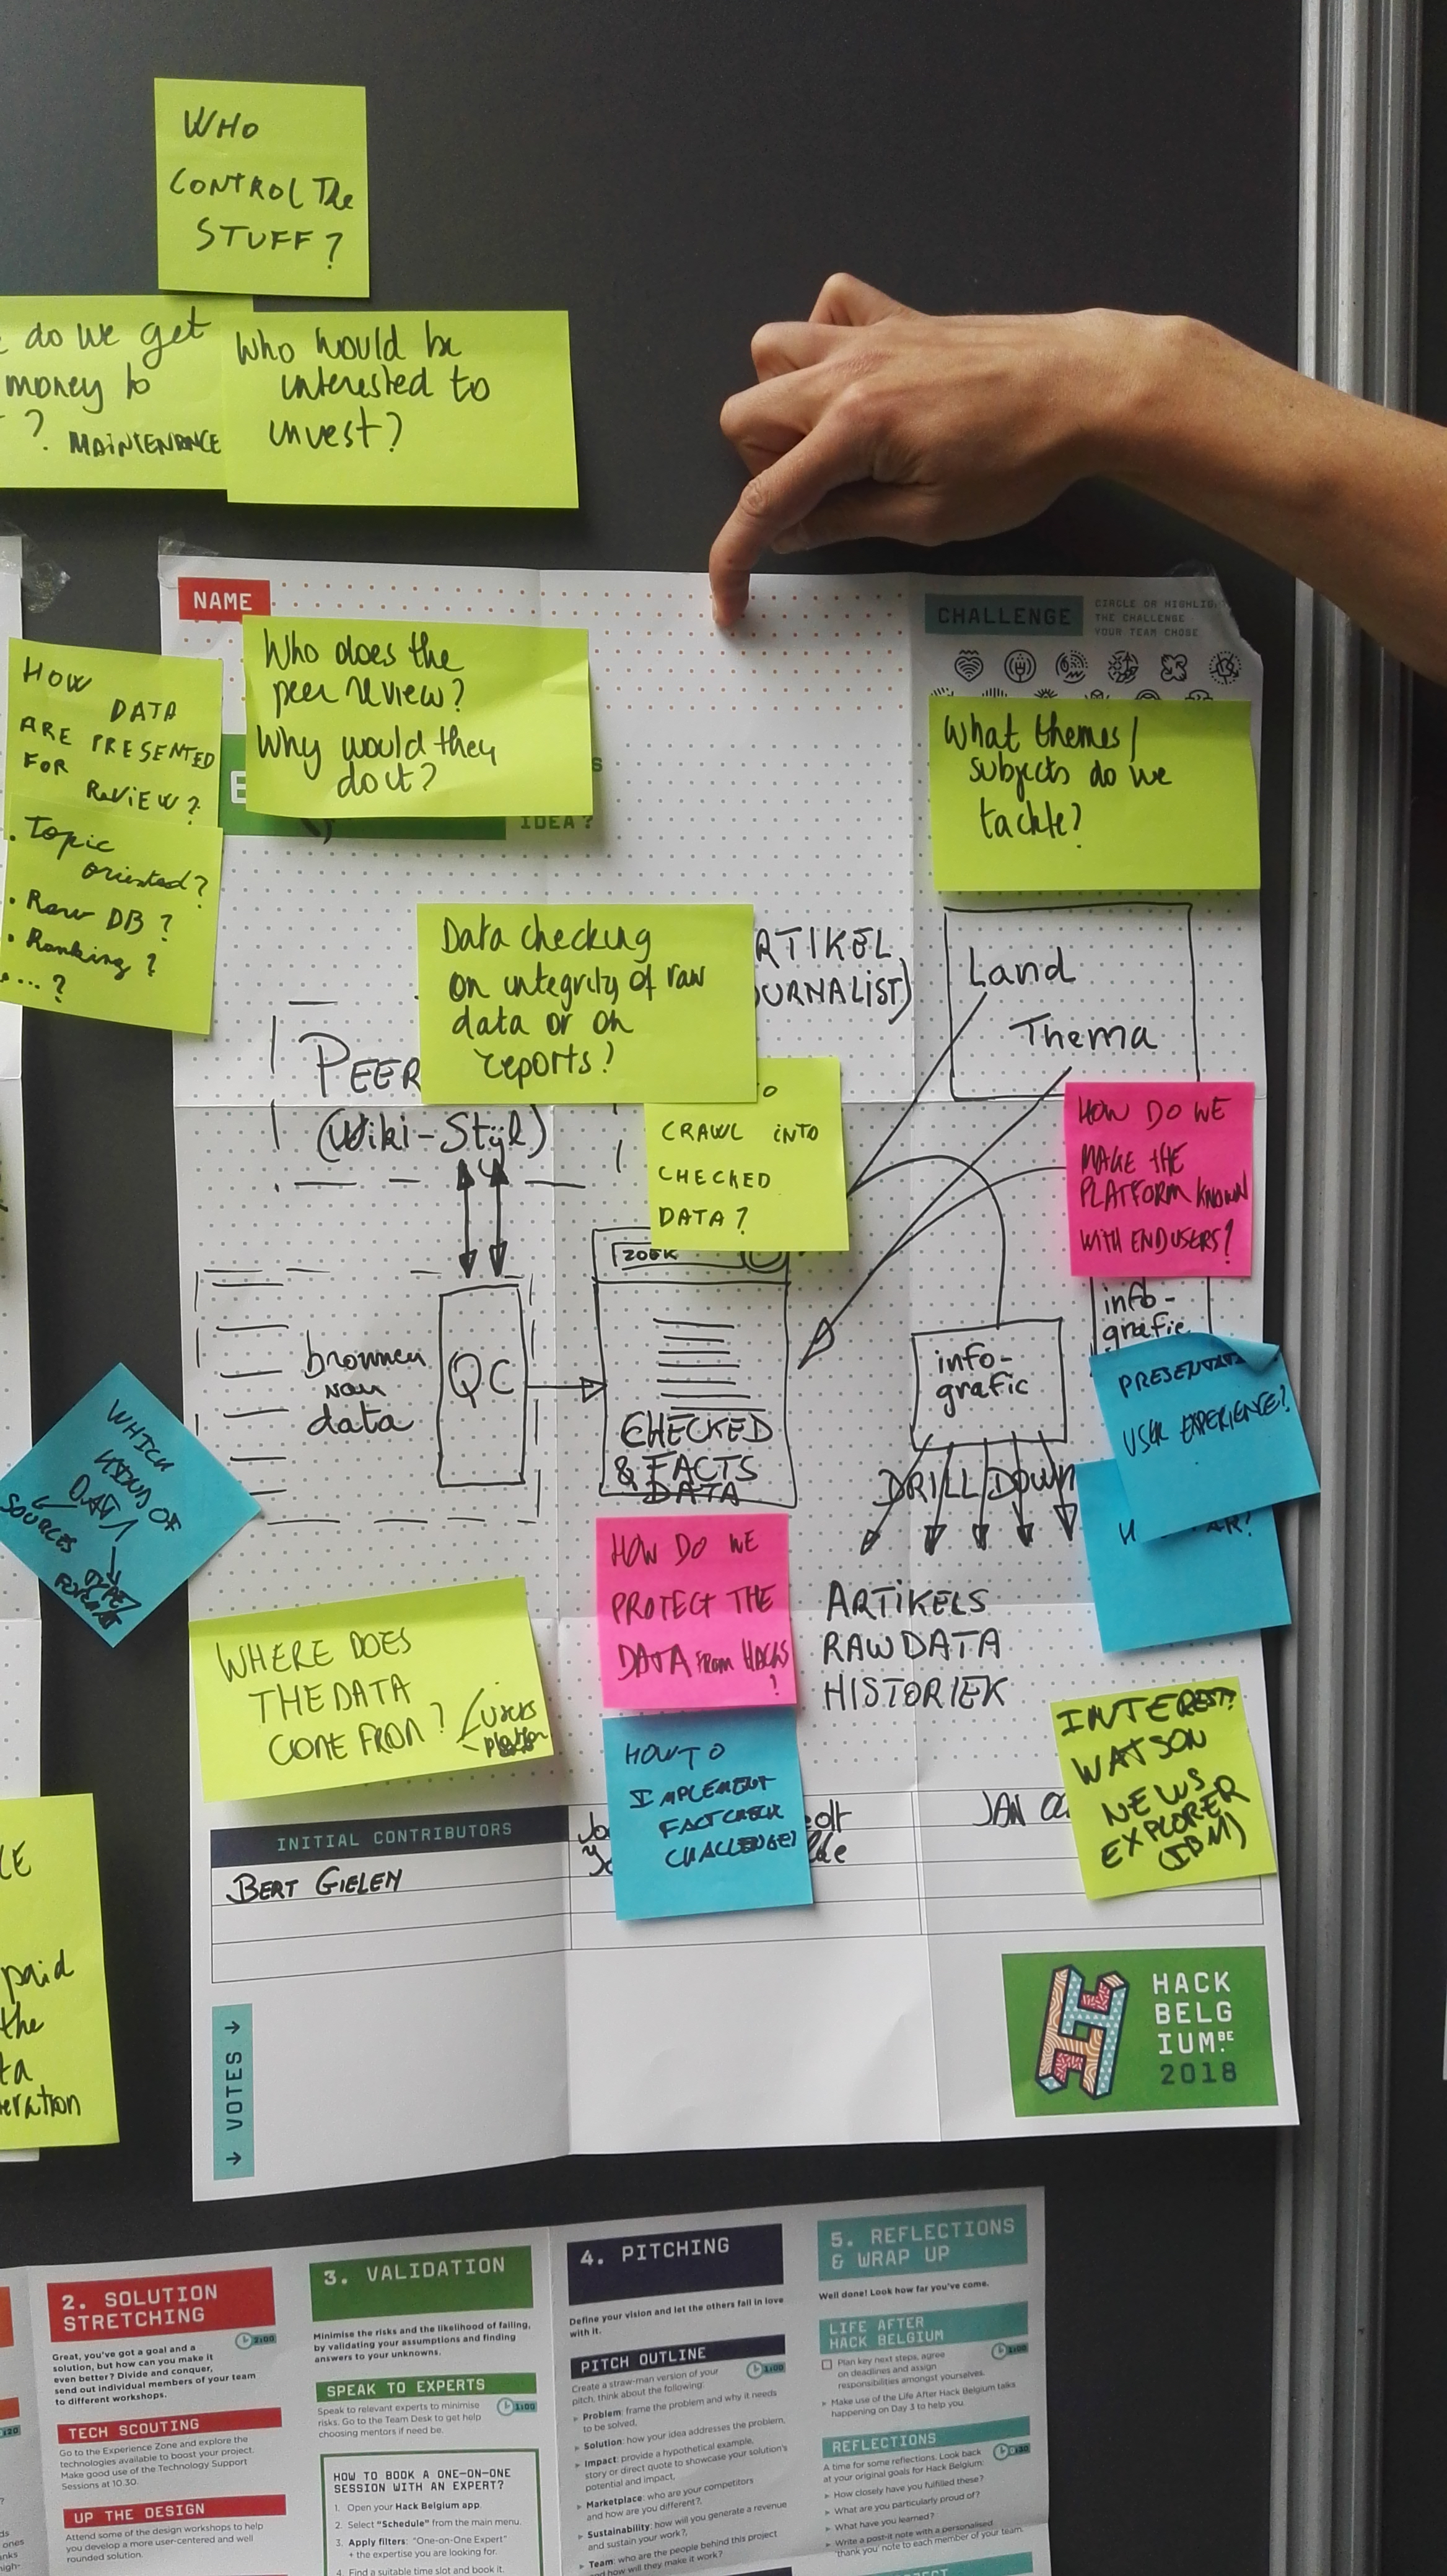 WHO
CONTROL The
STUFF?
do we get
money to
? MAINTENANCE
Who would be
interested to
invest?
NAME
CHALLENGE
CIRCLE OR HIGHLIG
THE CHALLENGE
YOUR TEAM CHOSE
Who does the
peer review?
Why would they
do it?
IDEA?
HOW
DATA
ARE PRESENTED
FOR
REVIEW?
. Topic
oriented?
. Raw DB?
. Ranking?
. ... ?
What themes/
subjects do we
tackle?
Data checking
on integrity of raw
data or on
reports?
RTIKEL
URNALIST)
Land
Thema
PEER
(Wiki-Stijl)
O
CRAWL INTO
CHECKED
DATA?
HOW DO WE
MAKE THE
PLATFORM KNOWN
WITH ENDUSERS?
ZOEK
bronnen
van
data
QC
CHECKED
& FACTS
DATA
info-
grafic
info-
grafie
PRESENTAT
USER EXPERIENCE?
DRILL DOWN
WHICH
KIND OF
DATA
SOURCES
TYPE/
HOW DO WE
PROTECT THE
DATA FROM HACKS
?
ARTIKELS
RAW DATA
HISTORIEK
WHERE DOES
THE DATA
COME FROM?
users
HOW TO
IMPLEMENT
FACTCHECK
CHALLENGE?
INTEREST?
WATSON
NEWS
EXPLORER
(IBM)
INITIAL CONTRIBUTORS
JAN
BERT GIELEN
paid
the
ta
eration
→ VOTES →
HACK
BELG
IUM.BE
2018
2. SOLUTION
STRETCHING
2:00
Great, you've got a goal and a
solution, but how can you make it
even better? Divide and conquer,
send out individual members of your team
to different workshops.
TECH SCOUTING
Go to the Experience Zone and explore the
technologies available to boost your project.
Make good use of the Technology Support
Sessions at 10.30.
UP THE DESIGN
Attend some of the design workshops to help
you develop a more user-centered and well
rounded solution.
3. VALIDATION
Minimise the risks and the likelihood of failing,
by validating your assumptions and finding
answers to your unknowns.
SPEAK TO EXPERTS
Speak to relevant experts to minimise
risks. Go to the Team Desk to get help
choosing mentors if need be.
1:00
HOW TO BOOK A ONE-ON-ONE
SESSION WITH AN EXPERT?
1. Open your Hack Belgium app.
2. Select "Schedule" from the main menu.
3. Apply filters: "One-on-One Expert"
+ the expertise you are looking for.
4. Find a suitable time slot and book it.
4. PITCHING
Define your vision and let the others fall in love
with it.
PITCH OUTLINE
1:00
Create a straw-man version of your
pitch, think about the following:
▸ Problem: frame the problem and why it needs
to be solved,
▸ Solution: how your idea addresses the problem,
▸ Impact: provide a hypothetical example,
story or direct quote to showcase your solution's
potential and impact,
▸ Marketplace: who are your competitors
and how are you different?,
▸ Sustainability: how will you generate a revenue
and sustain your work?,
▸ Team: who are the people behind this project
and how will they make it work?
5. REFLECTIONS
& WRAP UP
Well done! Look how far you've come.
LIFE AFTER
HACK BELGIUM
1:00
Plan key next steps, agree
on deadlines and assign
responsibilities amongst yourselves.
▸ Make use of the Life After Hack Belgium talks
happening on Day 3 to help you.
REFLECTIONS
A time for some reflections. Look back
at your original goals for Hack Belgium:
▸ How closely have you fulfilled these?
▸ What are you particularly proud of?
▸ What have you learned?
▸ Write a post-it note with a personalised
thank you note to each member of your team.